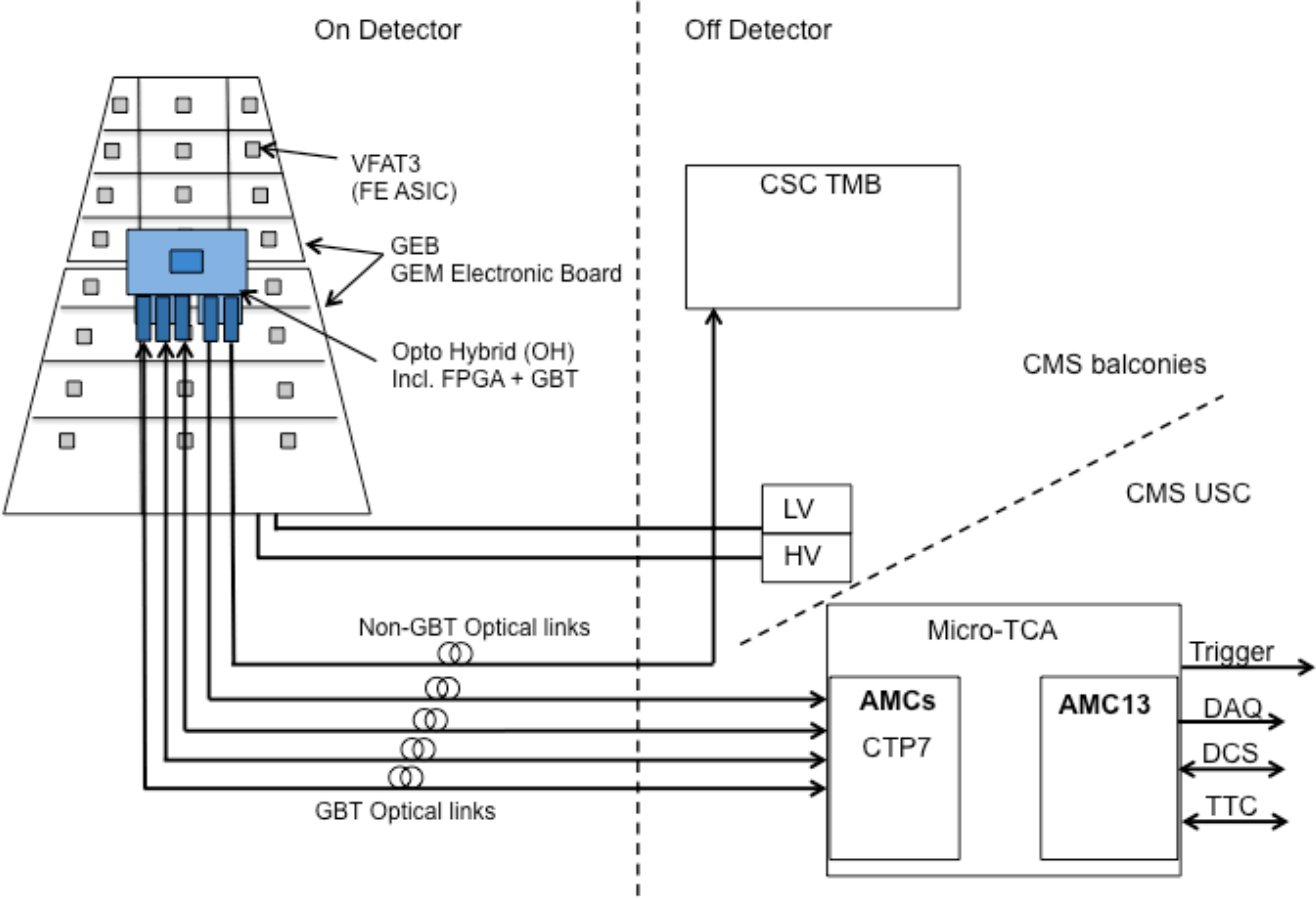 On Detector
Off Detector
VFAT3
(FE ASIC)
CSC TMB
GEB
GEM Electronic Board
Opto Hybrid (OH)
Incl. FPGA + GBT
CMS balconies
CMS USC
LV
HV
Non-GBT Optical links
Micro-TCA
Trigger
AMCs
CTP7
AMC13
DAQ
DCS
TTC
GBT Optical links